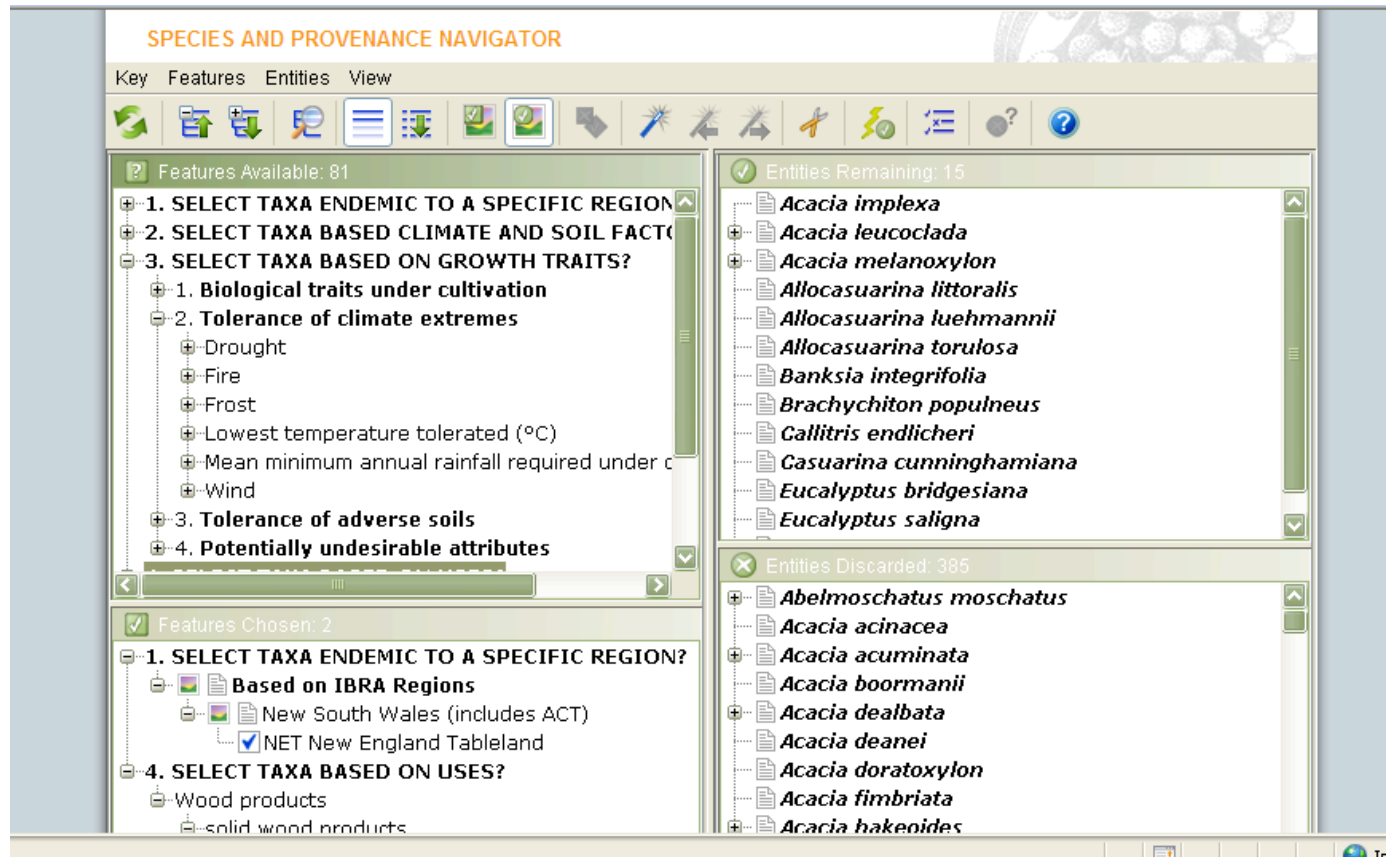 SPECIES AND PROVENANCE NAVIGATOR
Key Features Entities View
Features Available: 81
1. SELECT TAXA ENDEMIC TO A SPECIFIC REGION
2. SELECT TAXA BASED CLIMATE AND SOIL FACT
3. SELECT TAXA BASED ON GROWTH TRAITS?
1. Biological traits under cultivation
2. Tolerance of climate extremes
Drought
Fire
Frost
Lowest temperature tolerated (ºC)
Mean minimum annual rainfall required under
Wind
3. Tolerance of adverse soils
4. Potentially undesirable attributes
Features Chosen: 2
1. SELECT TAXA ENDEMIC TO A SPECIFIC REGION?
Based on IBRA Regions
New South Wales (includes ACT)
NET New England Tableland
4. SELECT TAXA BASED ON USES?
Wood products
solid wood products
Entities Remaining: 15
Acacia implexa
Acacia leucoclada
Acacia melanoxylon
Allocasuarina littoralis
Allocasuarina luehmannii
Allocasuarina torulosa
Banksia integrifolia
Brachychiton populneus
Callitris endlicheri
Casuarina cunninghamiana
Eucalyptus bridgesiana
Eucalyptus saligna
Entities Discarded: 385
Abelmoschatus moschatus
Acacia acinacea
Acacia acuminata
Acacia boormanii
Acacia dealbata
Acacia deanei
Acacia doratoxylon
Acacia fimbriata
Acacia hakeoides